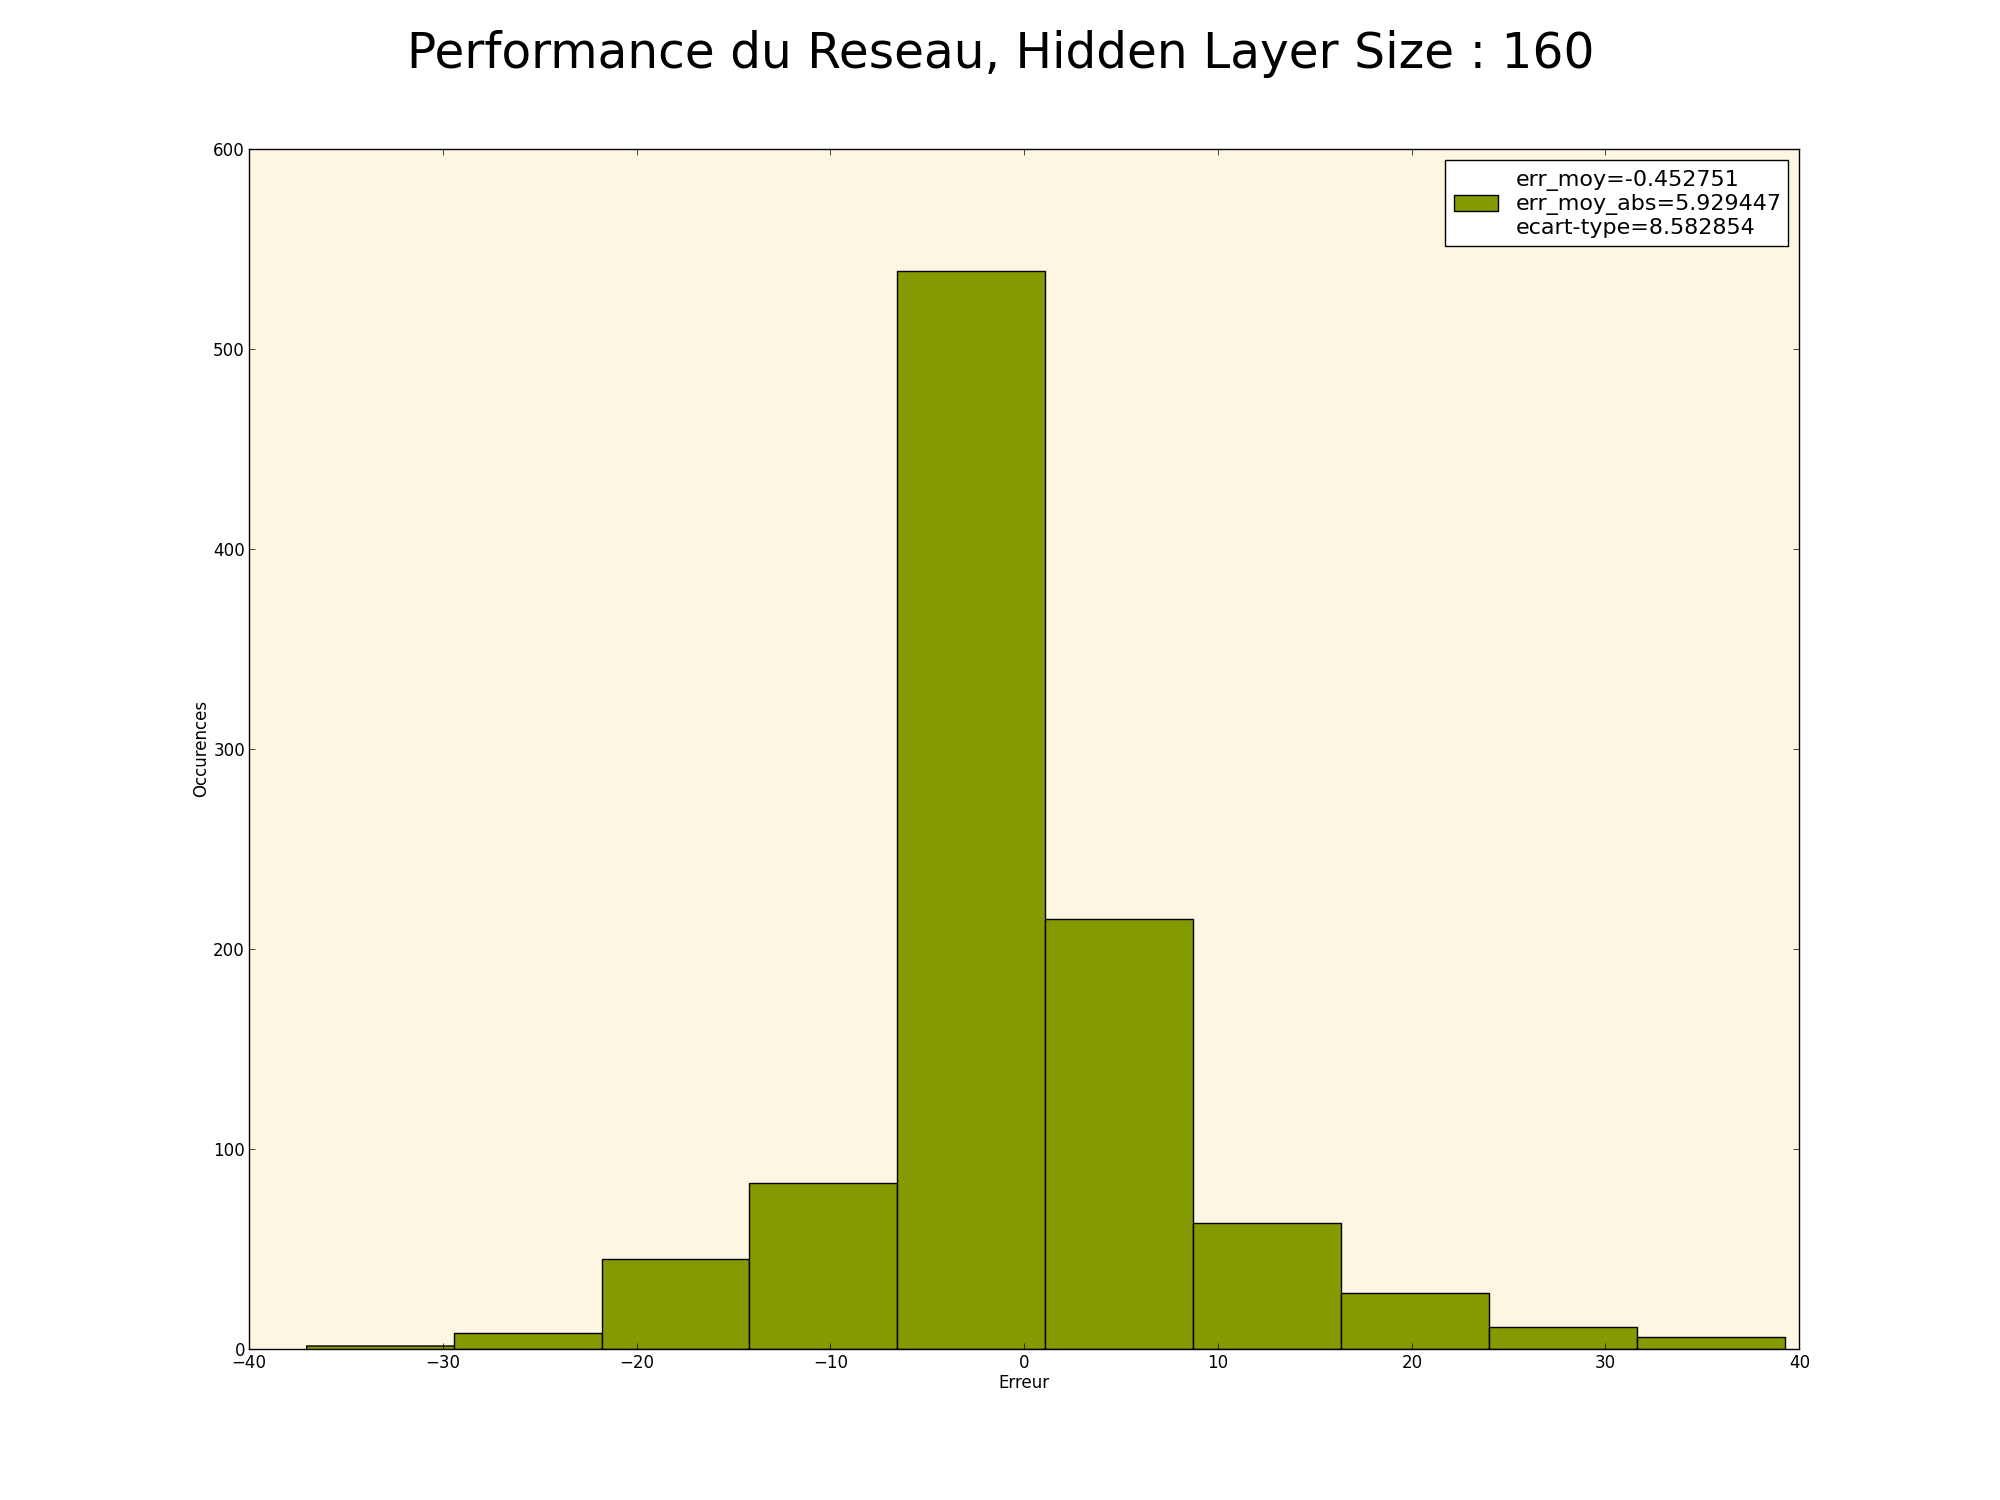 Performance du Reseau, Hidden Layer Size : 160
600
err_moy=-0.452751
err_moy_abs=5.929447
ecart-type=8.582854
500
400
300
Occurences
200
100
0
−40 −30 −20 −10 0 10 20 30 40
Erreur